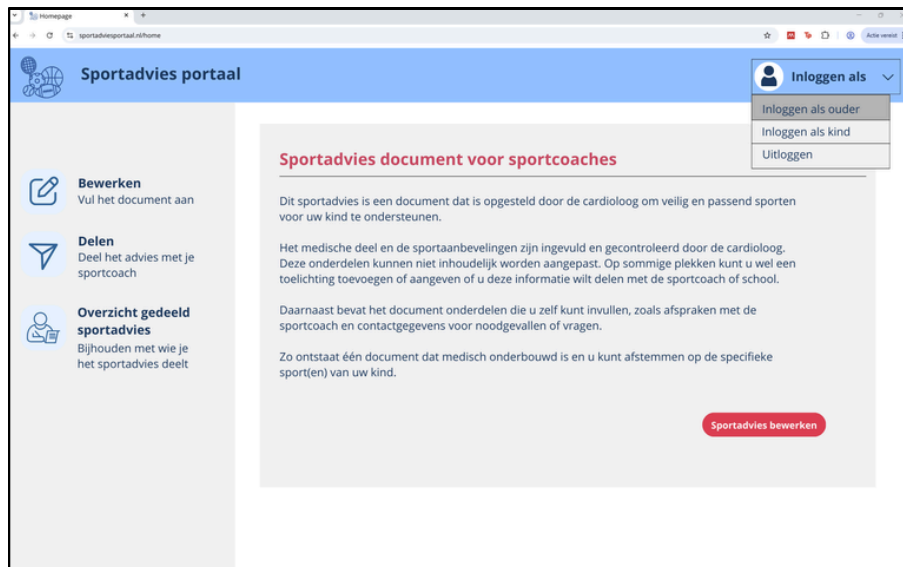 Homepage
sportadviesportaal.nl/home
Actie vereist
Sportadvies portaal
Inloggen als
Inloggen als ouder
Inloggen als kind
Uitloggen
Bewerken
Vul het document aan
Delen
Deel het advies met je
sportcoach
Overzicht gedeeld
sportadvies
Bijhouden met wie je
het sportadvies deelt
Sportadvies document voor sportcoaches
Dit sportadvies is een document dat is opgesteld door de cardioloog om veilig en passend sporten
voor uw kind te ondersteunen.
Het medische deel en de sportaanbevelingen zijn ingevuld en gecontroleerd door de cardioloog.
Deze onderdelen kunnen niet inhoudelijk worden aangepast. Op sommige plekken kunt u wel een
toelichting toevoegen of aangeven of u deze informatie wilt delen met de sportcoach of school.
Daarnaast bevat het document onderdelen die u zelf kunt invullen, zoals afspraken met de
sportcoach en contactgegevens voor noodgevallen of vragen.
Zo ontstaat één document dat medisch onderbouwd is en u kunt afstemmen op de specifieke
sport(en) van uw kind.
Sportadvies bewerken